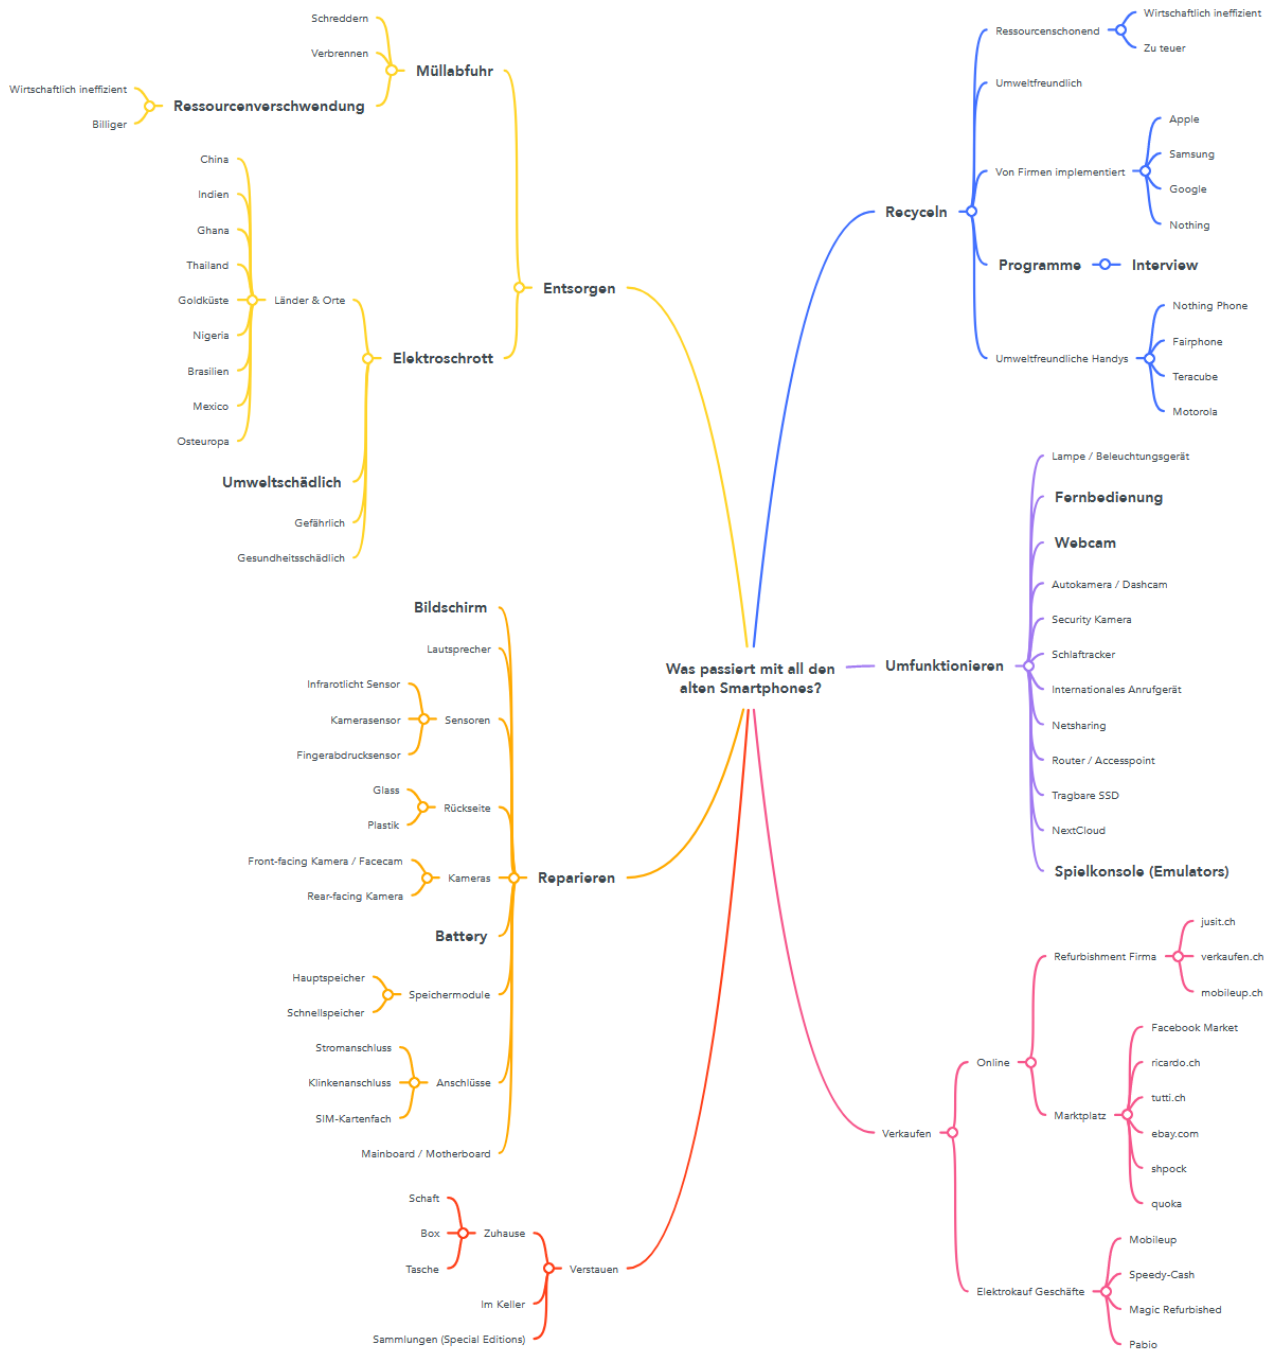 Was passiert mit all den
alten Smartphones?
Entsorgen
Müllabfuhr
Schreddern
Verbrennen
Ressourcenverschwendung
Wirtschaftlich ineffizient
Billiger
Elektroschrott
Länder & Orte
China
Indien
Ghana
Thailand
Goldküste
Nigeria
Brasilien
Mexico
Osteuropa
Umweltschädlich
Gefährlich
Gesundheitsschädlich
Reparieren
Bildschirm
Lautsprecher
Sensoren
Infrarotlicht Sensor
Kamerasensor
Fingerabdrucksensor
Rückseite
Glass
Plastik
Kameras
Front-facing Kamera / Facecam
Rear-facing Kamera
Battery
Speichermodule
Hauptspeicher
Schnellspeicher
Anschlüsse
Stromanschluss
Klinkenanschluss
SIM-Kartenfach
Mainboard / Motherboard
Verstauen
Zuhause
Schaft
Box
Tasche
Im Keller
Sammlungen (Special Editions)
Recyceln
Ressourcenschonend
Wirtschaftlich ineffizient
Zu teuer
Umweltfreundlich
Von Firmen implementiert
Apple
Samsung
Google
Nothing
Programme
Interview
Umweltfreundliche Handys
Nothing Phone
Fairphone
Teracube
Motorola
Umfunktionieren
Lampe / Beleuchtungsgerät
Fernbedienung
Webcam
Autokamera / Dashcam
Security Kamera
Schlaftracker
Internationales Anrufgerät
Netsharing
Router / Accesspoint
Tragbare SSD
NextCloud
Spielkonsole (Emulators)
Verkaufen
Online
Refurbishment Firma
jusit.ch
verkaufen.ch
mobileup.ch
Marktplatz
Facebook Market
ricardo.ch
tutti.ch
ebay.com
shpock
quoka
Elektrokauf Geschäfte
Mobileup
Speedy-Cash
Magic Refurbished
Pabio